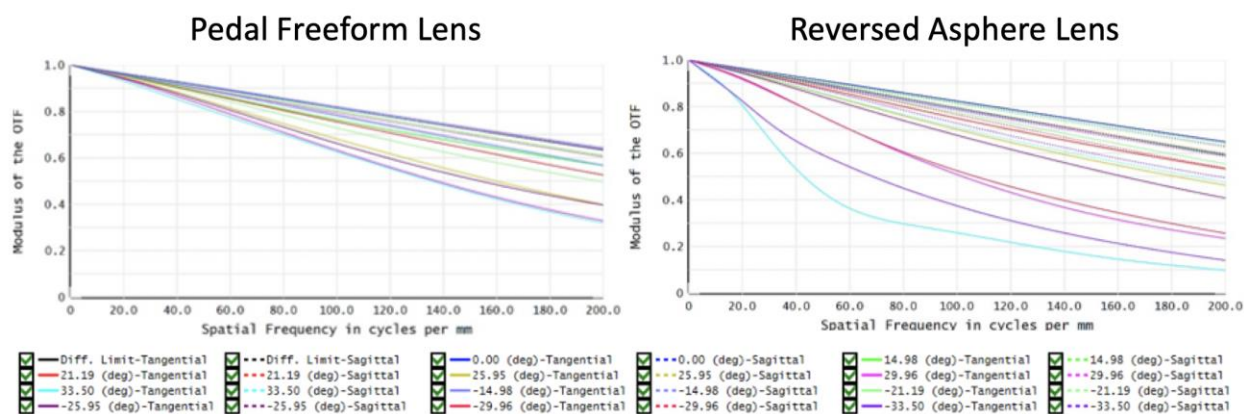 Pedal Freeform Lens
Reversed Asphere Lens
1.0
0.8
0.6
0.4
0.2
0
Modulus of the OTF
0 20.0 40.0 60.0 80.0 100.0 120.0 140.0 160.0 180.0 200.0
Spatial Frequency in cycles per mm
1.0
0.8
0.6
0.4
0.2
0
Modulus of the OTF
0 20.0 40.0 60.0 80.0 100.0 120.0 140.0 160.0 180.0 200.0
Spatial Frequency in cycles per mm
Diff. Limit-Tangential Diff. Limit-Sagittal 0.00 (deg)-Tangential 0.00 (deg)-Sagittal 14.98 (deg)-Tangential 14.98 (deg)-Sagittal
21.19 (deg)-Tangential 21.19 (deg)-Sagittal 25.95 (deg)-Tangential 25.95 (deg)-Sagittal 29.96 (deg)-Tangential 29.96 (deg)-Sagittal
33.50 (deg)-Tangential 33.50 (deg)-Sagittal -14.98 (deg)-Tangential -14.98 (deg)-Sagittal -21.19 (deg)-Tangential -21.19 (deg)-Sagittal
-25.95 (deg)-Tangential -25.95 (deg)-Sagittal -29.96 (deg)-Tangential -29.96 (deg)-Sagittal -33.50 (deg)-Tangential -33.50 (deg)-Sagittal